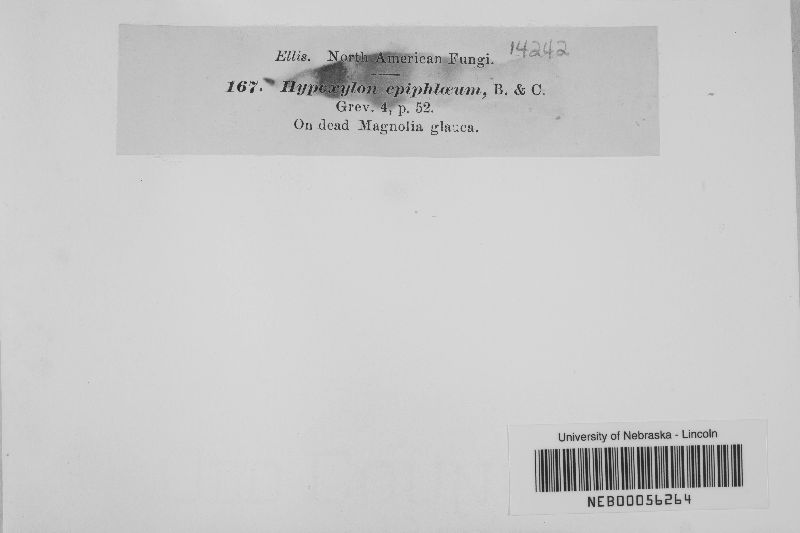 Ellis. North American Fungi. 14242
167. Hypoxylon epiphlœum, B. & C.
Grev. 4, p. 52.
On dead Magnolia glauca.
University of Nebraska - Lincoln
NEB00056264